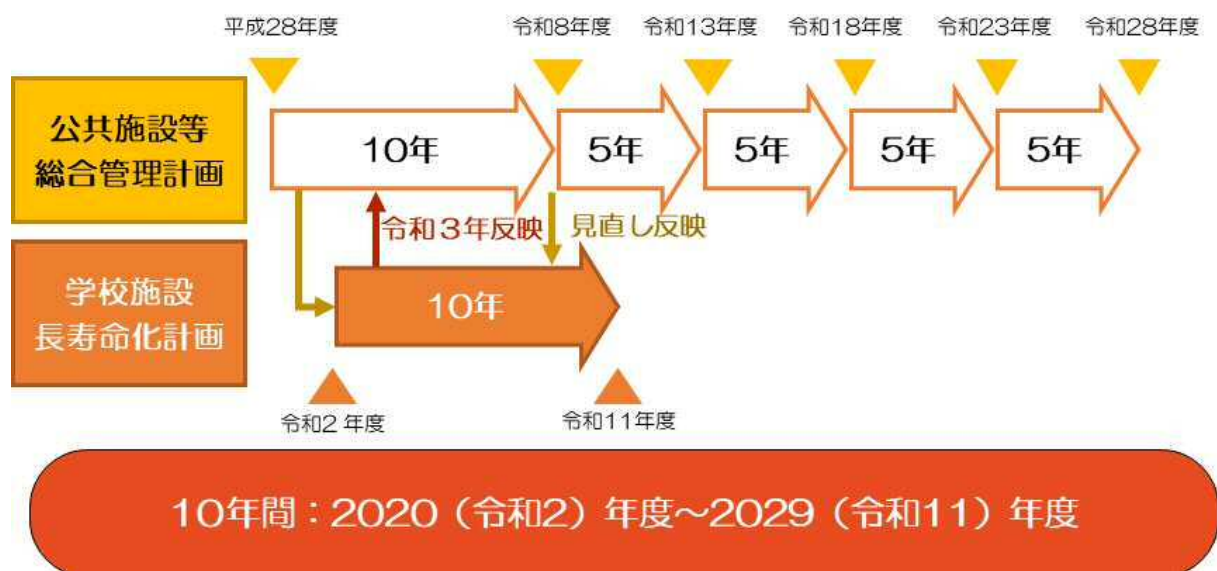 平成28年度
令和8年度
令和13年度
令和18年度
令和23年度
令和28年度
公共施設等
総合管理計画
10年
5年
5年
5年
5年
令和３年反映
見直し反映
学校施設
長寿命化計画
10年
令和2年度
令和11年度
10年間：2020（令和2）年度～2029（令和11）年度